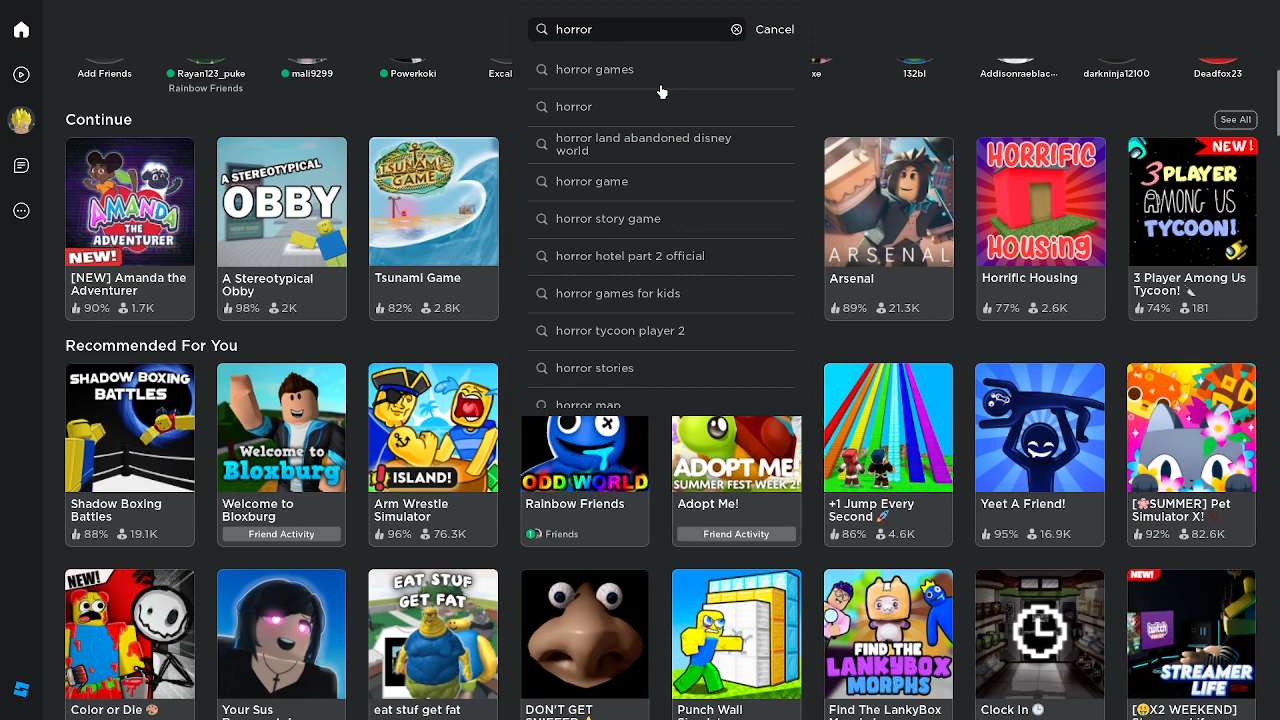 horror
Cancel
horror games
horror
horror land abandoned disney
world
horror game
horror story game
horror hotel part 2 official
horror games for kids
horror tycoon player 2
horror stories
horror map
Add Friends
Rayan123_puke
Rainbow Friends
mali9299
Powerkoki
Excal
xe
132bl
Addisonraeblac...
darkninja12100
Deadfox23
Continue
See All
AMANDA
THE
ADVENTURER
NEW!
[NEW] Amanda the
Adventurer
90% 1.7K
A STEREOTYPICAL
OBBY
A Stereotypical
Obby
98% 2K
TSUNAMI
GAME
Tsunami Game
82% 2.8K
ARSENAL
Arsenal
89% 21.3K
HORRIFIC
HOUSING
Horrific Housing
77% 2.6K
NEW!
3 PLAYER
AMONG US
TYCOON!
3 Player Among Us
Tycoon! 🔪
74% 181
Recommended For You
SHADOW BOXING
BATTLES
Shadow Boxing
Battles
88% 19.1K
Welcome to
Bloxburg
Welcome to
Bloxburg
Friend Activity
ISLAND!
Arm Wrestle
Simulator
96% 76.3K
ODD WORLD
Rainbow Friends
1 Friends
ADOPT ME!
SUMMER FEST WEEK 2!
Adopt Me!
Friend Activity
+1 Jump Every
Second 🚀
86% 4.6K
Yeet A Friend!
95% 16.9K
[🌸SUMMER] Pet
Simulator X!
92% 82.6K
NEW!
Color or Die 🎨
Your Sus
EAT STUF
GET FAT
eat stuf get fat
DON'T GET
Punch Wall
FIND THE
LANKYBOX
MORPHS
Find The LankyBox
Clock In 🕒
NEW!
twitch
STREAMER
LIFE
[🤑X2 WEEKEND]